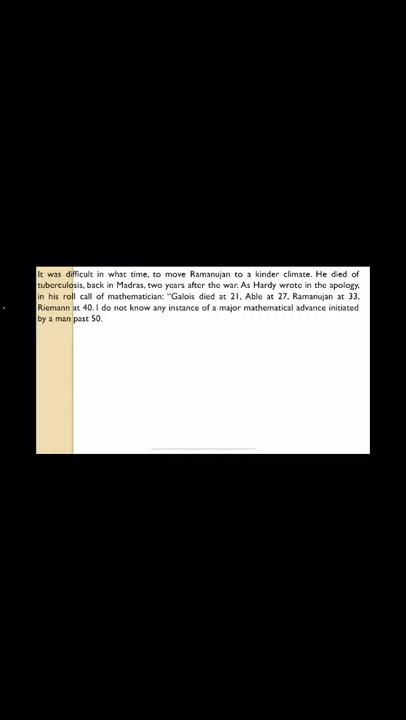 It was difficult in what time, to move Ramanujan to a kinder climate. He died of
tuberculosis, back in Madras, two years after the war. As Hardy wrote in the apology,
in his roll call of mathematician: "Galois died at 21, Able at 27, Ramanujan at 33,
Riemann at 40. I do not know any instance of a major mathematical advance initiated
by a man past 50.